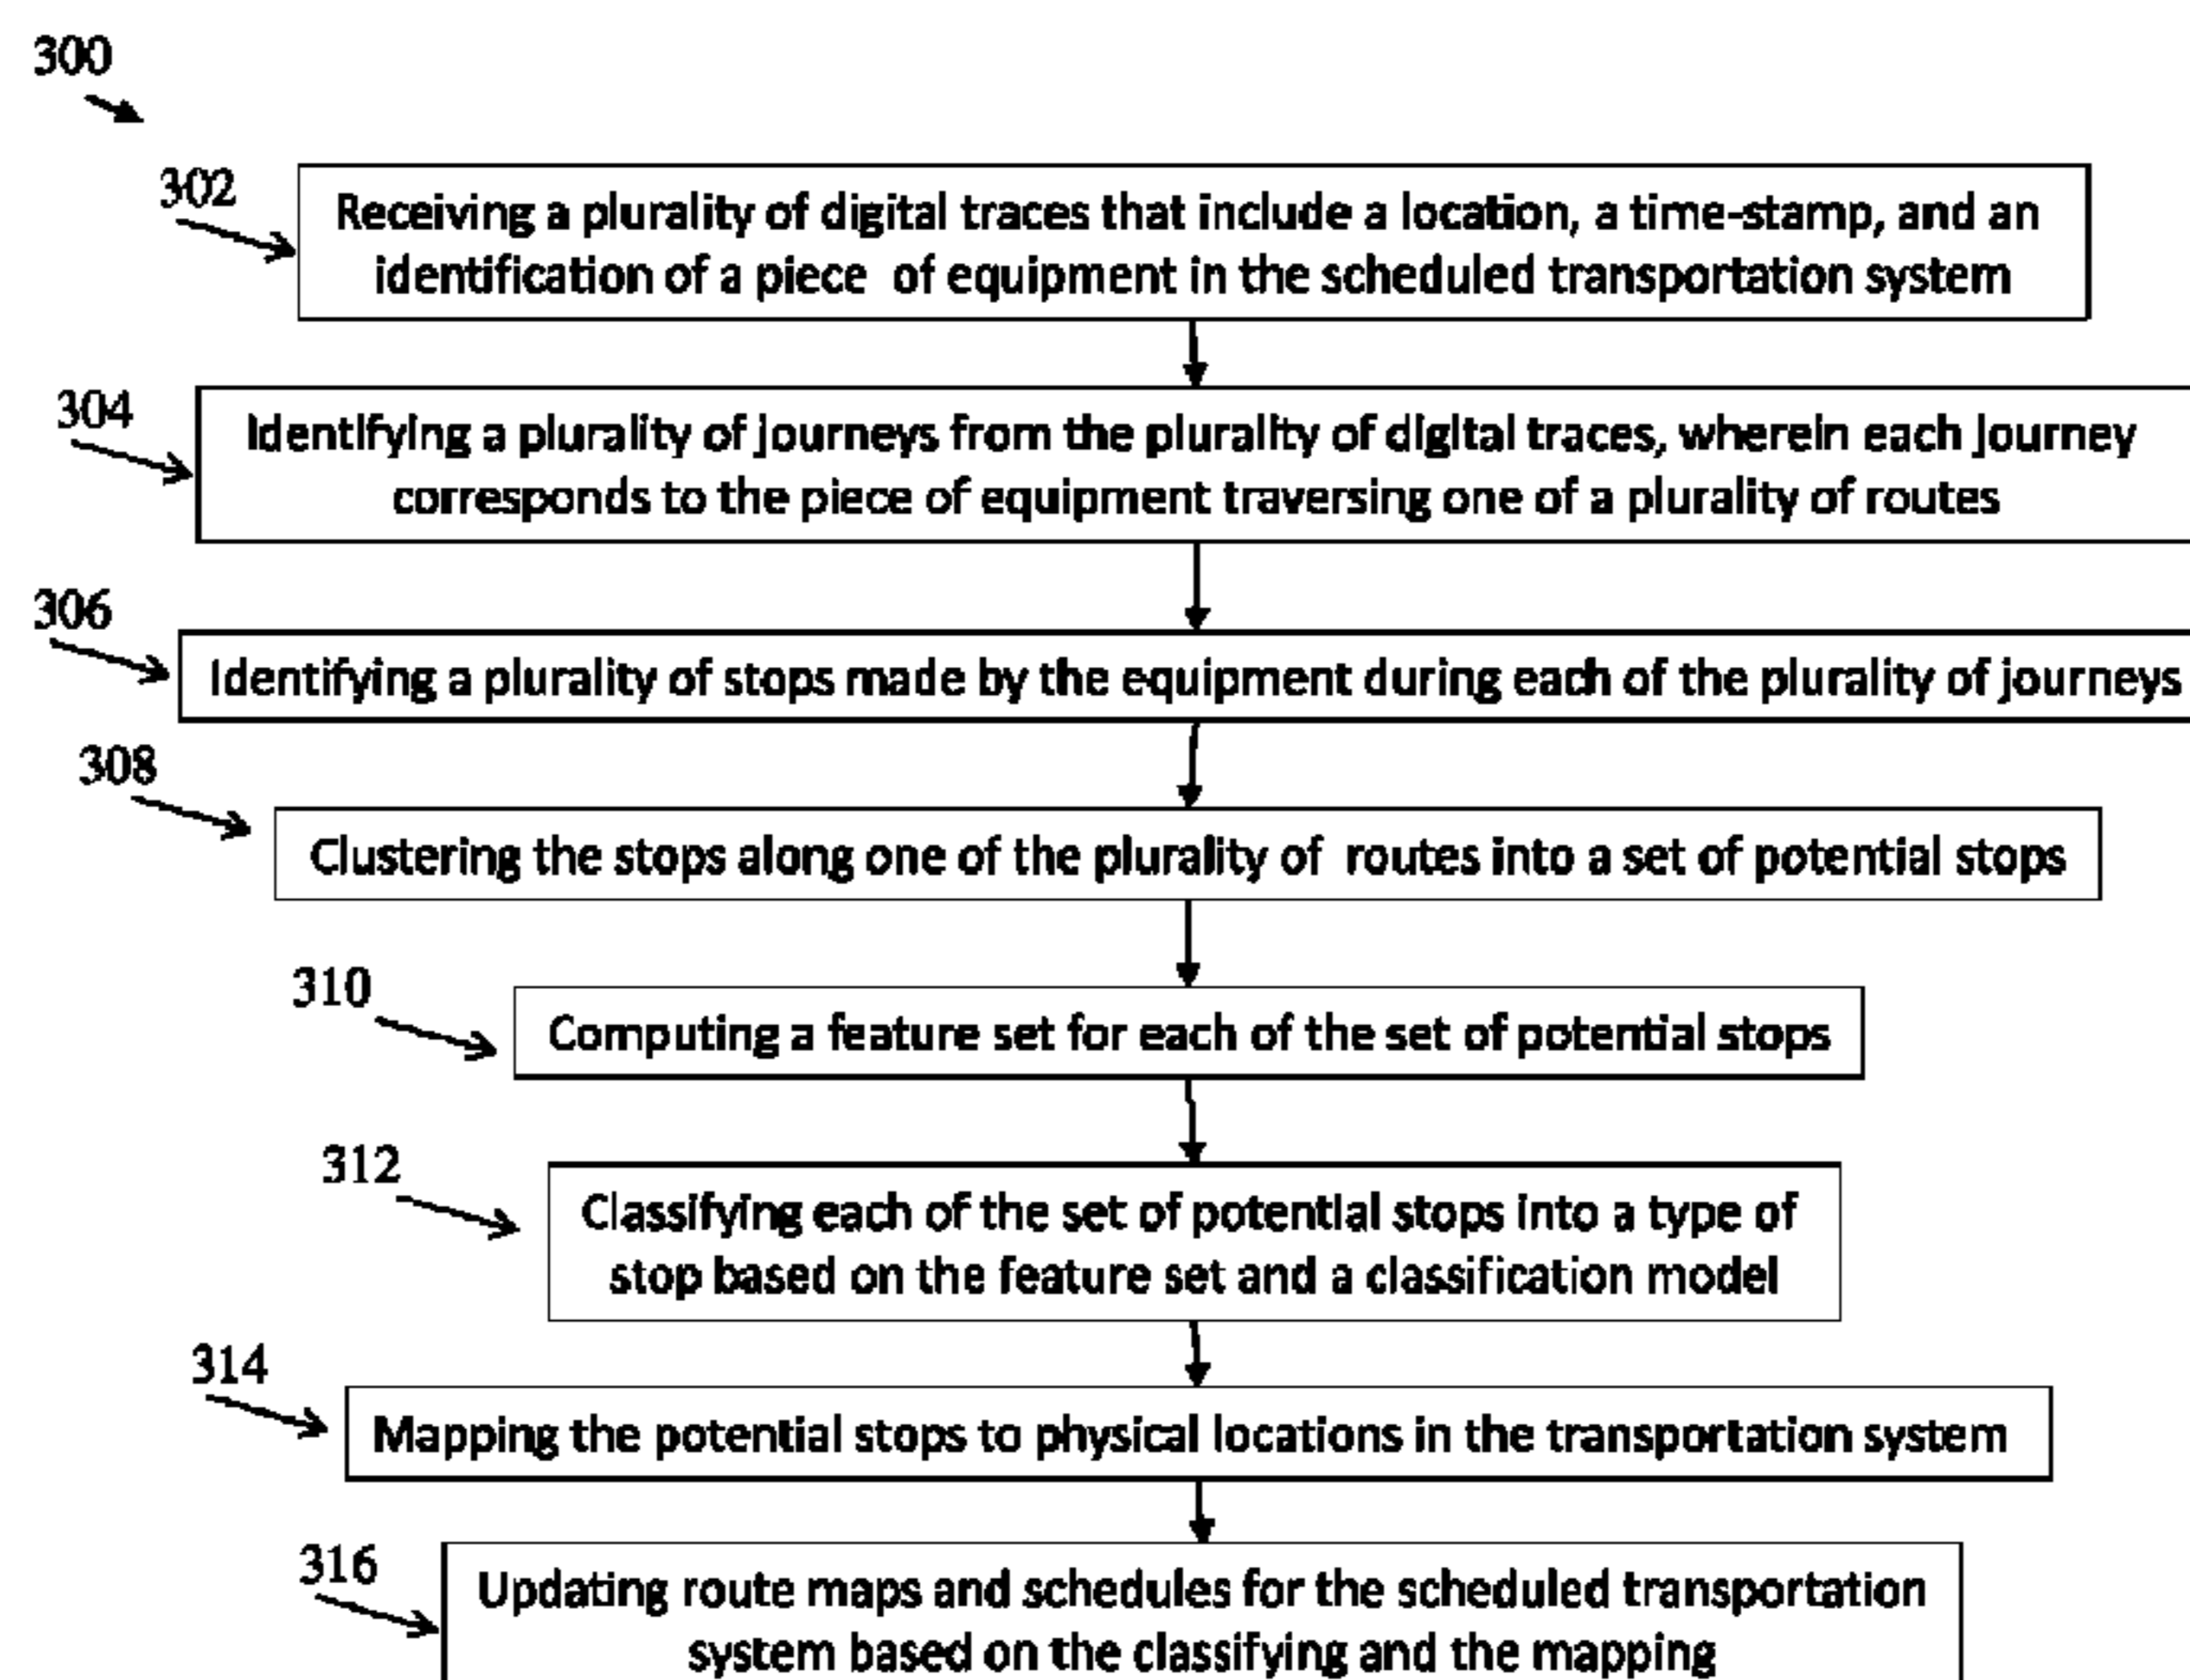 300
302
Receiving a plurality of digital traces that include a location, a time-stamp, and an
identification of a piece of equipment in the scheduled transportation system
304
Identifying a plurality of journeys from the plurality of digital traces, wherein each journey
corresponds to the piece of equipment traversing one of a plurality of routes
306
Identifying a plurality of stops made by the equipment during each of the plurality of journeys
308
Clustering the stops along one of the plurality of routes into a set of potential stops
310
Computing a feature set for each of the set of potential stops
312
Classifying each of the set of potential stops into a type of
stop based on the feature set and a classification model
314
Mapping the potential stops to physical locations in the transportation system
316
Updating route maps and schedules for the scheduled transportation
system based on the classifying and the mapping